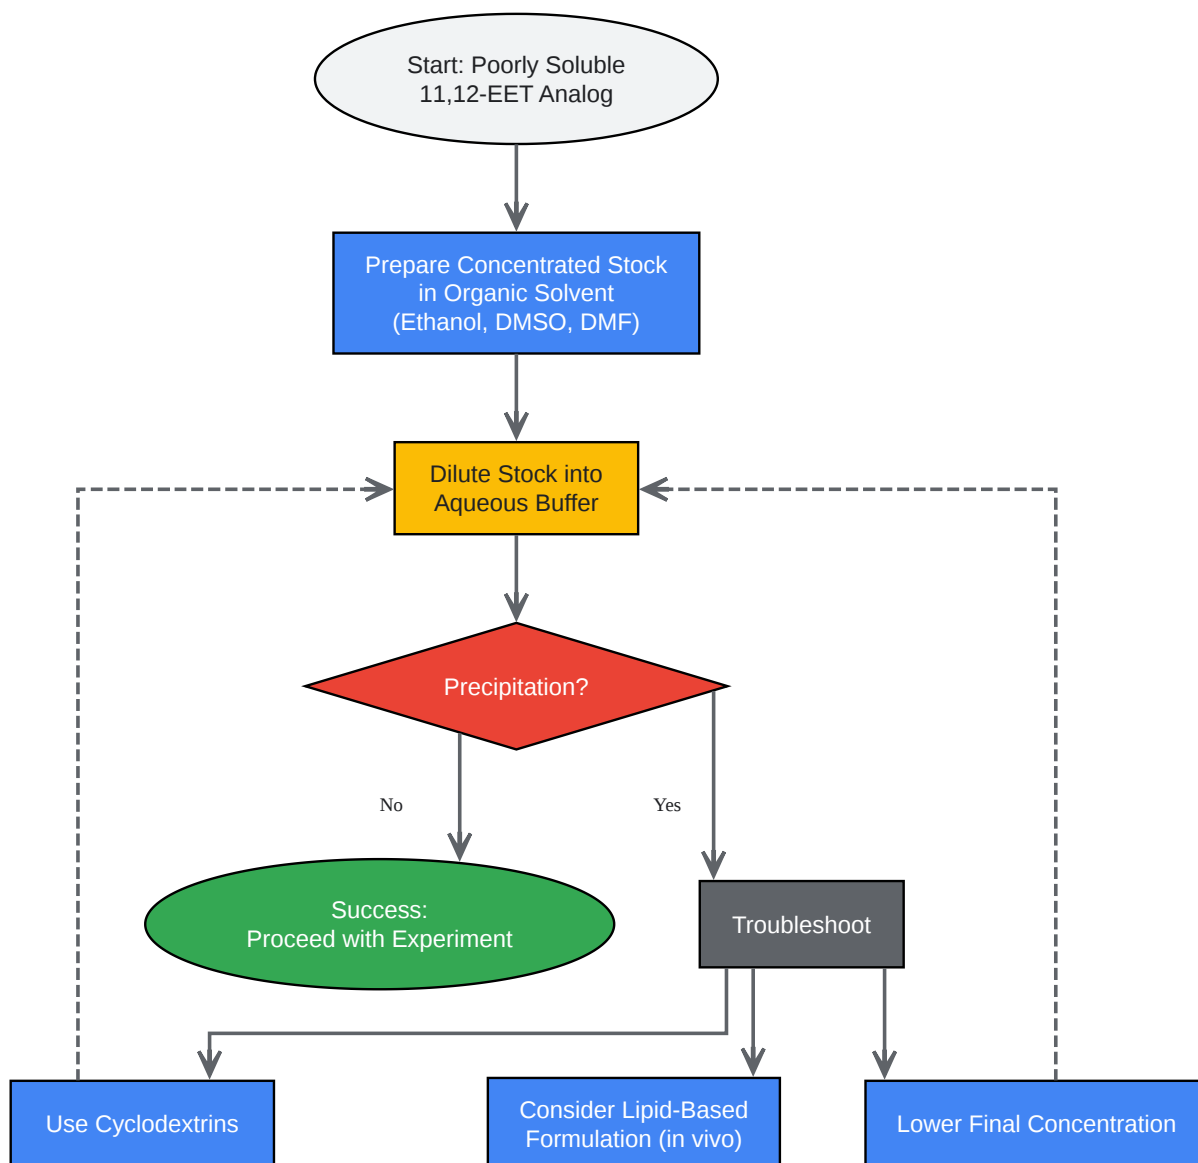 Start: Poorly Soluble
11,12-EET Analog
Prepare Concentrated Stock
in Organic Solvent
(Ethanol, DMSO, DMF)
Dilute Stock into
Aqueous Buffer
Precipitation?
No
Yes
Success:
Proceed with Experiment
Troubleshoot
Use Cyclodextrins
Consider Lipid-Based
Formulation (in vivo)
Lower Final Concentration